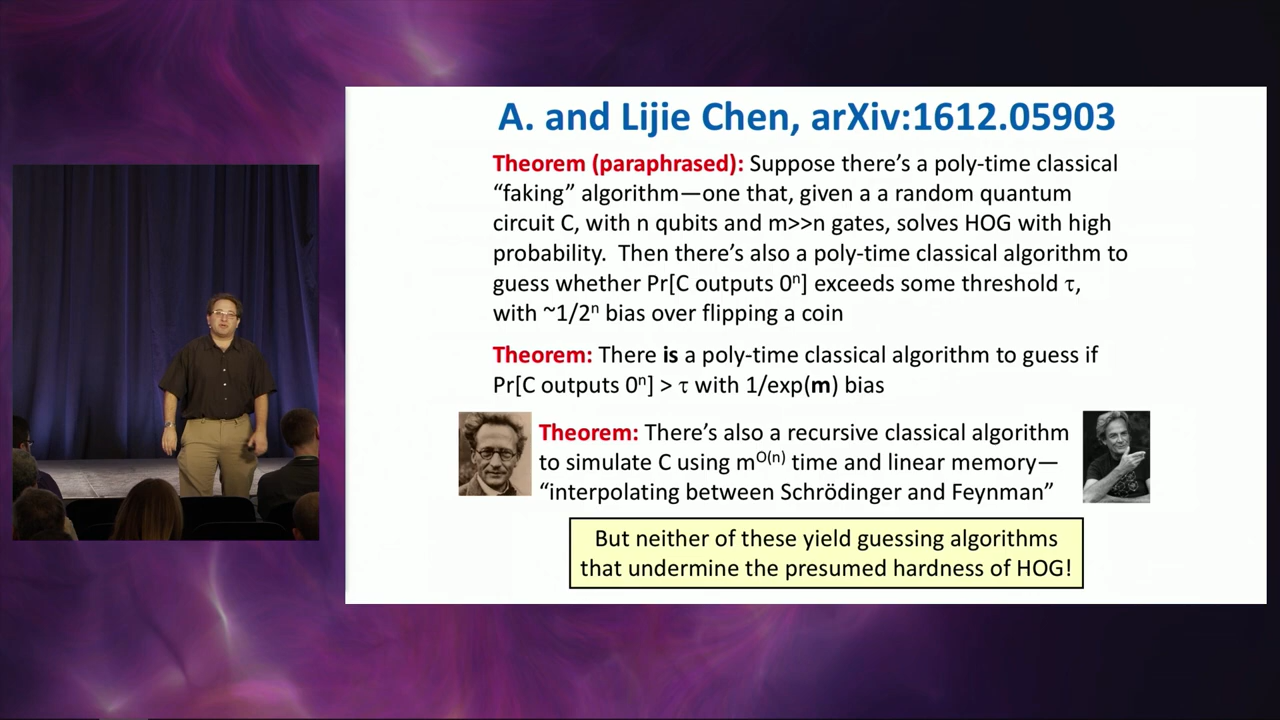 A. and Lijie Chen, arXiv:1612.05903
Theorem (paraphrased): Suppose there's a poly-time classical
“faking” algorithm—one that, given a a random quantum
circuit C, with n qubits and m>>n gates, solves HOG with high
probability.  Then there's also a poly-time classical algorithm to
guess whether Pr[C outputs 0ⁿ] exceeds some threshold τ,
with ~1/2ⁿ bias over flipping a coin
Theorem: There is a poly-time classical algorithm to guess if
Pr[C outputs 0ⁿ] > τ with 1/exp(m) bias
Theorem: There's also a recursive classical algorithm
to simulate C using m^O(n) time and linear memory—
“interpolating between Schrödinger and Feynman”
But neither of these yield guessing algorithms
that undermine the presumed hardness of HOG!